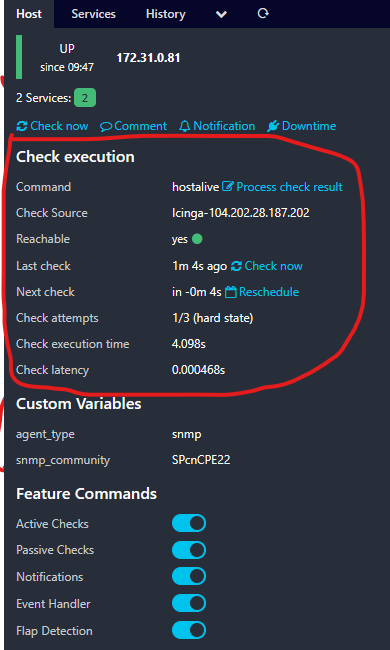 Host Services History
UP
since 09:47
172.31.0.81
2 Services: 2
Check now Comment Notification Downtime
Check execution
Command hostalive Process check result
Check Source Icinga-104.202.28.187.202
Reachable yes
Last check 1m 4s ago Check now
Next check in -0m 4s Reschedule
Check attempts 1/3 (hard state)
Check execution time 4.098s
Check latency 0.000468s
Custom Variables
agent_type snmp
snmp_community SPcnCPE22
Feature Commands
Active Checks
Passive Checks
Notifications
Event Handler
Flap Detection